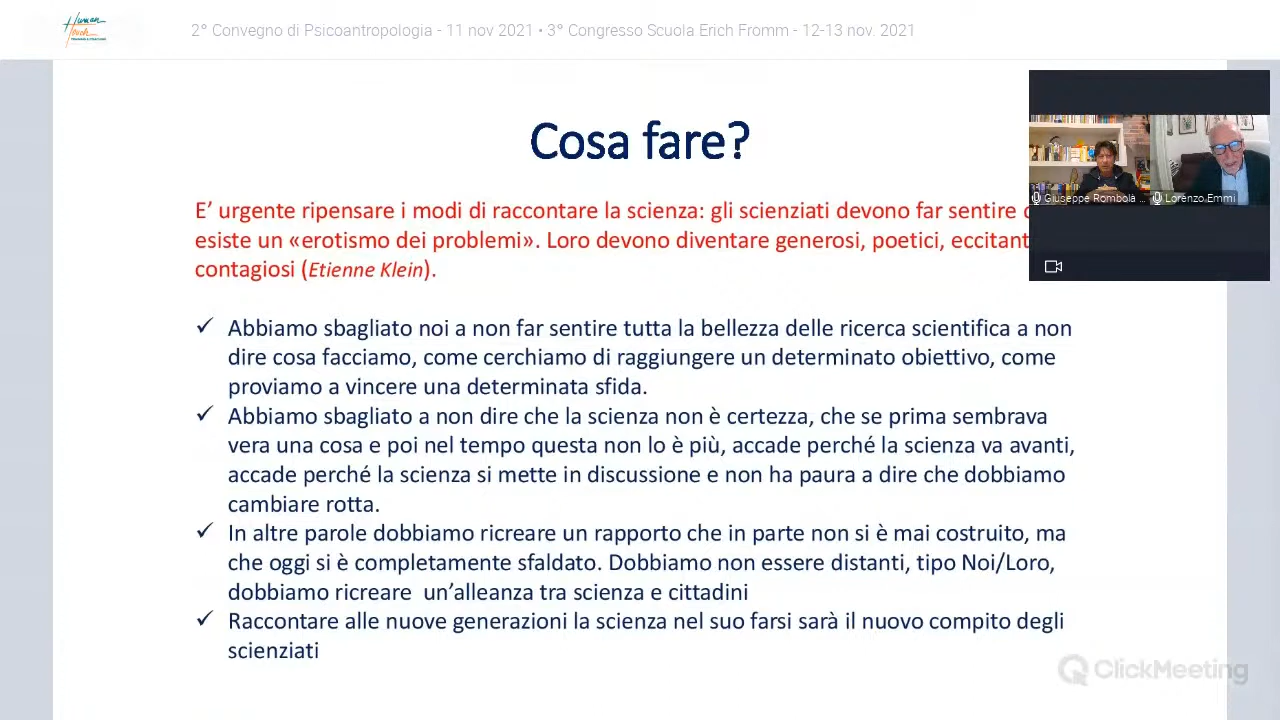 Human
Touch
2° Convegno di Psicoantropologia - 11 nov 2021 • 3° Congresso Scuola Erich Fromm - 12-13 nov. 2021
Cosa fare?
E’ urgente ripensare i modi di raccontare la scienza: gli scienziati devono far sentire
esiste un «erotismo dei problemi». Loro devono diventare generosi, poetici, eccitant
contagiosi (Etienne Klein).
✓ Abbiamo sbagliato noi a non far sentire tutta la bellezza delle ricerca scientifica a non
dire cosa facciamo, come cerchiamo di raggiungere un determinato obiettivo, come
proviamo a vincere una determinata sfida.
✓ Abbiamo sbagliato a non dire che la scienza non è certezza, che se prima sembrava
vera una cosa e poi nel tempo questa non lo è più, accade perché la scienza va avanti,
accade perché la scienza si mette in discussione e non ha paura a dire che dobbiamo
cambiare rotta.
✓ In altre parole dobbiamo ricreare un rapporto che in parte non si è mai costruito, ma
che oggi si è completamente sfaldato. Dobbiamo non essere distanti, tipo Noi/Loro,
dobbiamo ricreare un’alleanza tra scienza e cittadini
✓ Raccontare alle nuove generazioni la scienza nel suo farsi sarà il nuovo compito degli
scienziati
Giuseppe Rombolà ...
Lorenzo Emmi
ClickMeeting